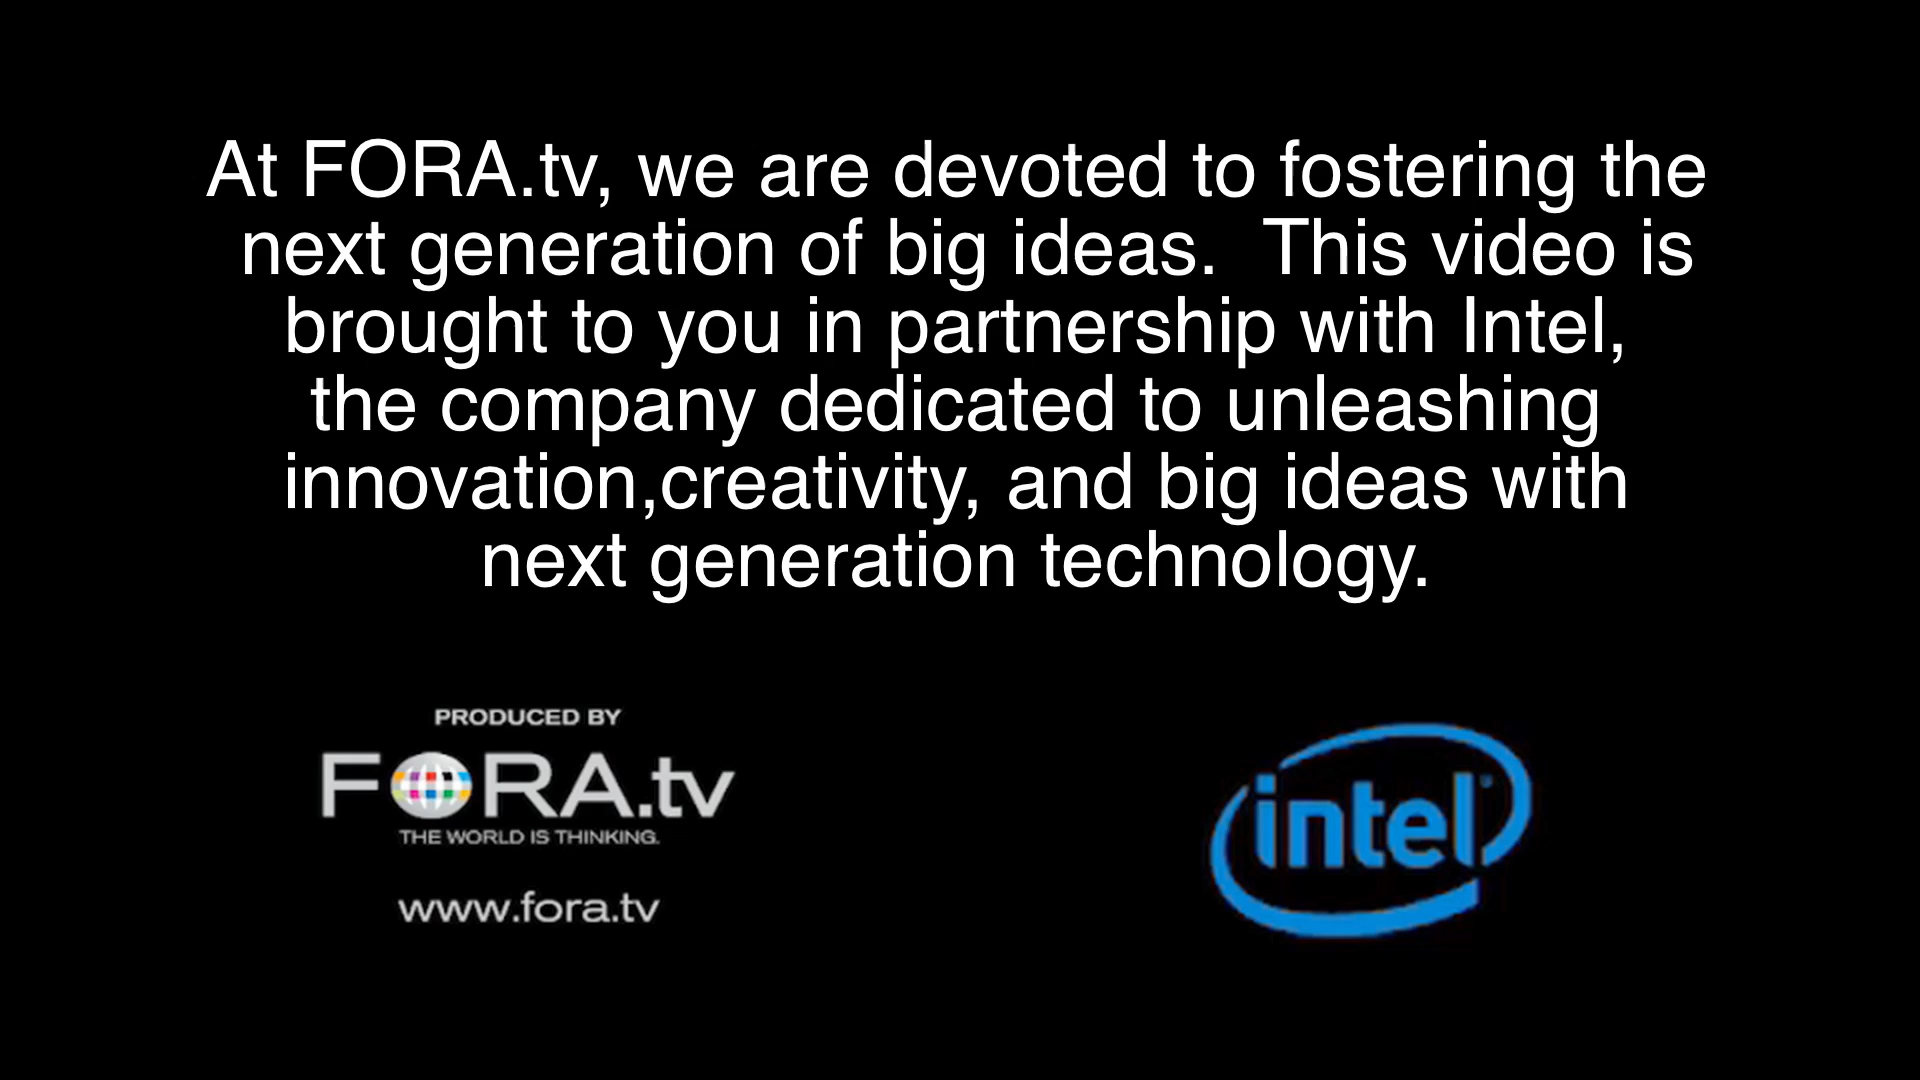 At FORA.tv, we are devoted to fostering the
next generation of big ideas.  This video is
brought to you in partnership with Intel,
the company dedicated to unleashing
innovation,creativity, and big ideas with
next generation technology.
PRODUCED BY
FORA.tv
THE WORLD IS THINKING.
www.fora.tv
intel